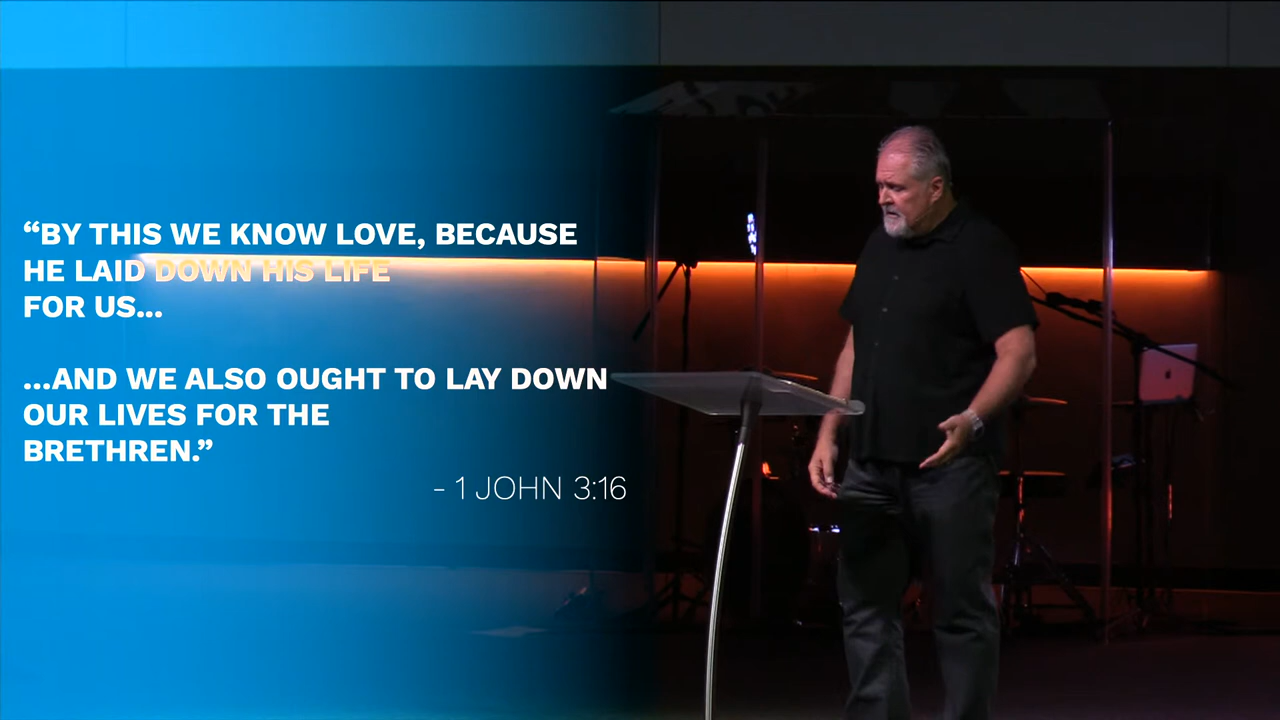 “BY THIS WE KNOW LOVE, BECAUSE
HE LAID DOWN HIS LIFE
FOR US...
...AND WE ALSO OUGHT TO LAY DOWN
OUR LIVES FOR THE
BRETHREN.”
- 1 JOHN 3:16